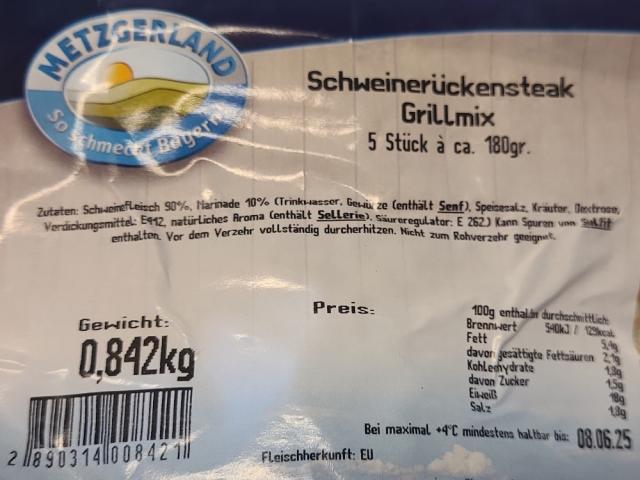 METZGERLAND
So schmeckt Bayern
Schweinerückensteak
Grillmix
5 Stück à ca. 180gr.
Zutaten: Schweinefleisch 90%, Marinade 10% (Trinkwasser, Gewürze (enthält Senf), Speisesalz, Kräuter, Dextrose,
Verdickungsmittel: E412, natürliches Aroma (enthält Sellerie), Säureregulator: E 262) Kann Spuren von Sulfit
enthalten. Vor dem Verzehr vollständig durcherhitzen. Nicht zum Rohverzehr geeignet.
Preis:
Gewicht:
0,842kg
100g enthalten durchschnittlich:
Brennwert 540kJ / 129kcal
Fett 5,4g
davon gesättigte Fettsäuren 2,1g
Kohlehydrate 1,9g
davon Zucker 1,5g
Eiweiß 18g
Salz 1,9g
Bei maximal +4°C mindestens haltbar bis: 08.06.25
2 890314 008421
Fleischherkunft: EU